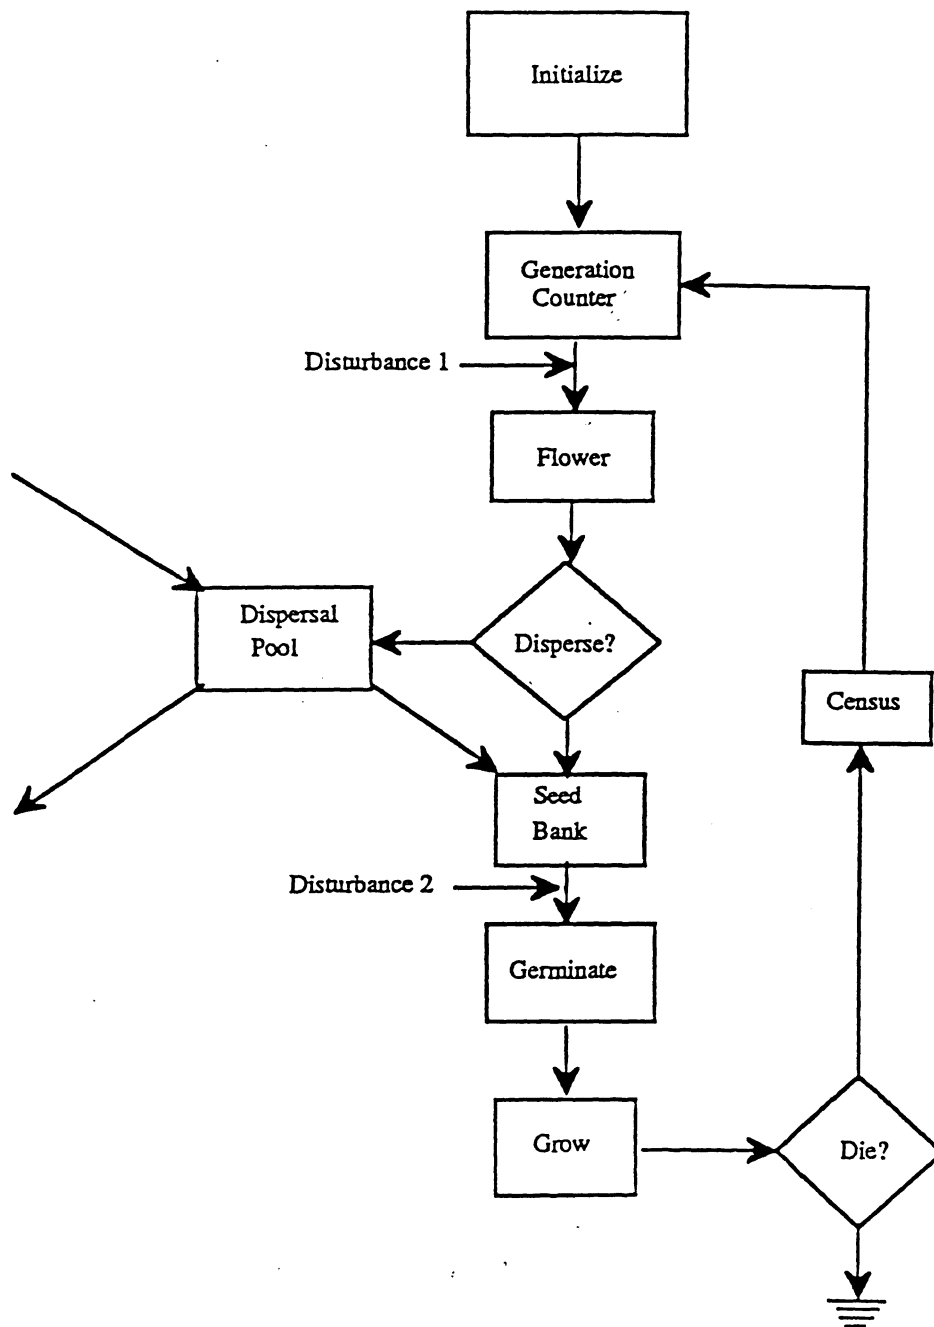 Initialize
Generation
Counter
Disturbance 1
Flower
Dispersal
Pool
Disperse?
Census
Seed
Bank
Disturbance 2
Germinate
Grow
Die?